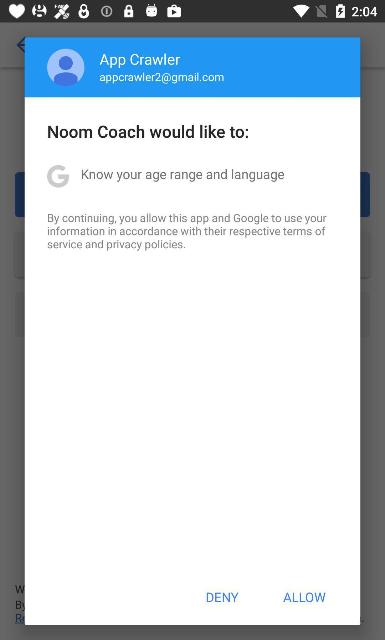 2:04
App Crawler
appcrawler2@gmail.com
Noom Coach would like to:
Know your age range and language
By continuing, you allow this app and Google to use your
information in accordance with their respective terms of
service and privacy policies.
DENY
ALLOW
By